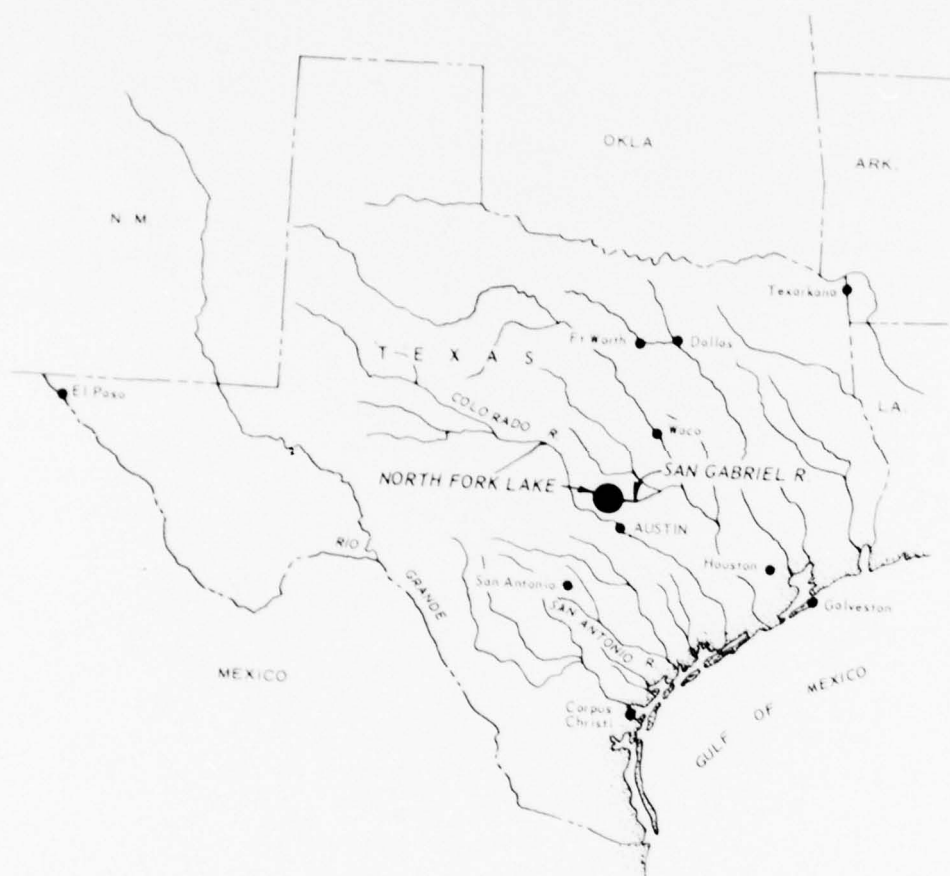 OKLA
ARK.
N. M.
Texarkana
Ft Worth
Dallas
T E X A S
El Paso
LA.
COLORADO R.
Waco
NORTH FORK LAKE
SAN GABRIEL R.
AUSTIN
RIO
GRANDE
Houston
San Antonio
Galveston
SAN ANTONIO R.
MEXICO
Corpus
Christi
GULF OF MEXICO